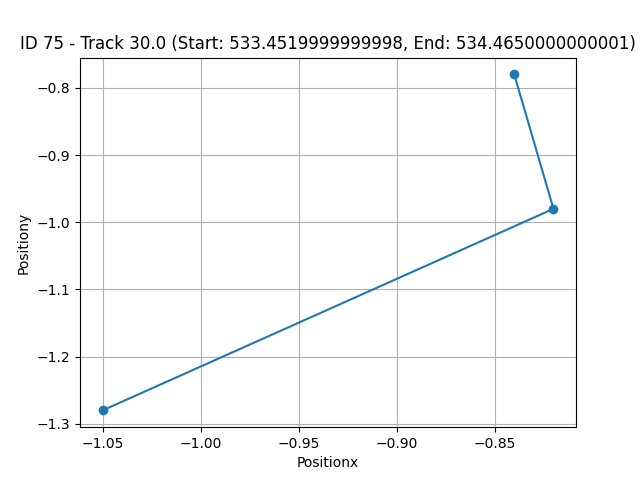 ID 75 - Track 30.0 (Start: 533.4519999999998, End: 534.4650000000001)
−0.8
−0.9
−1.0
−1.1
−1.2
−1.3
Positiony
−1.05 −1.00 −0.95 −0.90 −0.85
Positionx